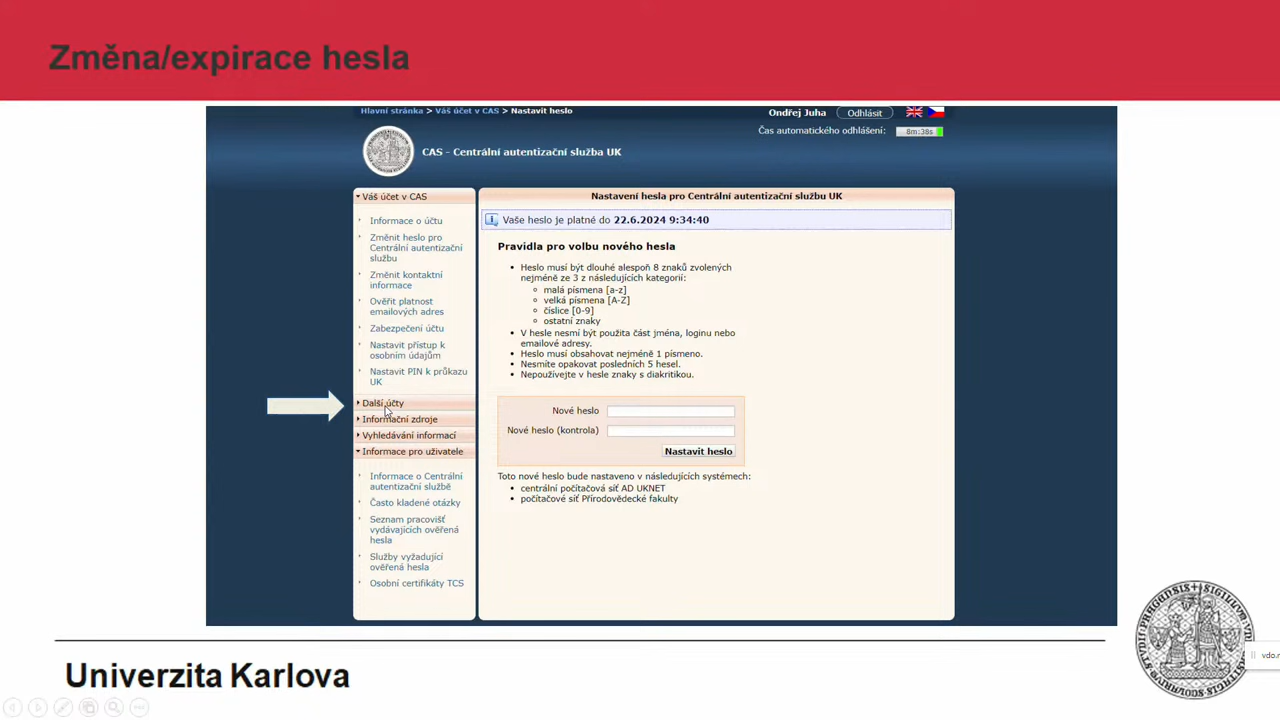 Změna/expirace hesla
Hlavní stránka > Váš účet v CAS > Nastavit heslo
Ondřej Juha
Odhlásit
Čas automatického odhlášení:
8m:38s
CAS - Centrální autentizační služba UK
Váš účet v CAS
Informace o účtu
Změnit heslo pro
Centrální autentizační
službu
Změnit kontaktní
informace
Ověřit platnost
emailových adres
Zabezpečení účtu
Nastavit přístup k
osobním údajům
Nastavit PIN k průkazu
UK
Další účty
Informační zdroje
Vyhledávání informací
Informace pro uživatele
Informace o Centrální
autentizační službě
Často kladené otázky
Seznam pracovišť
vydávajících ověřená
hesla
Služby vyžadující
ověřená hesla
Osobní certifikáty TCS
Nastavení hesla pro Centrální autentizační službu UK
Vaše heslo je platné do 22.6.2024 9:34:40
Pravidla pro volbu nového hesla
Heslo musí být dlouhé alespoň 8 znaků zvolených
nejméně ze 3 z následujících kategorií:
malá písmena [a-z]
velká písmena [A-Z]
číslice [0-9]
ostatní znaky
V hesle nesmí být použita část jména, loginu nebo
emailové adresy.
Heslo musí obsahovat nejméně 1 písmeno.
Nesmíte opakovat posledních 5 hesel.
Nepoužívejte v hesle znaky s diakritikou.
Nové heslo
Nové heslo (kontrola)
Nastavit heslo
Toto nové heslo bude nastaveno v následujících systémech:
centrální počítačová síť AD UKNET
počítačové síť Přírodovědecké fakulty
Univerzita Karlova